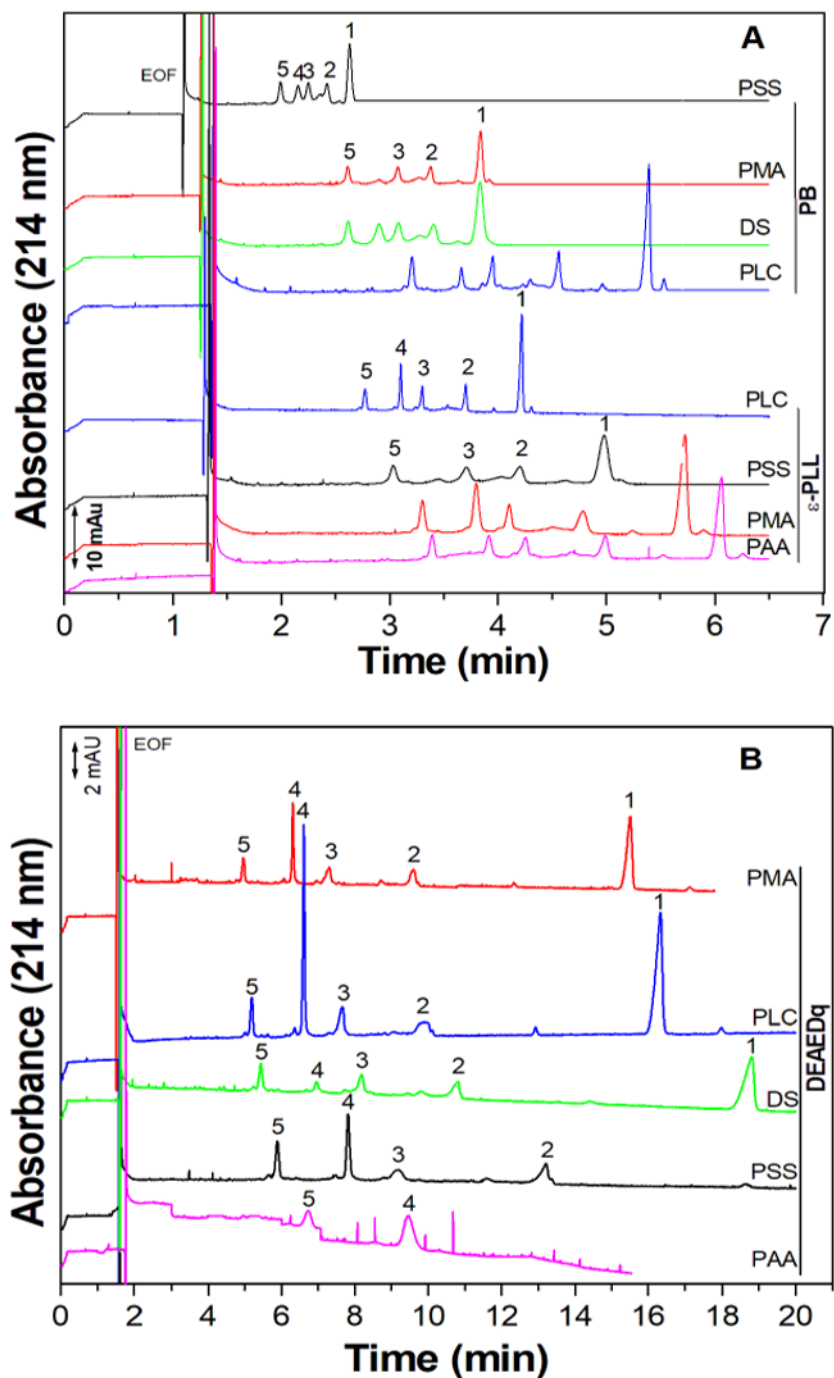 A
1
EOF
5 4 3 2
PSS
1
5 3 2
PMA
DS
PLC
PB
1
4
5 3 2
PLC
1
5 3 2
PSS
PMA
PAA
ε-PLL
10 mAu
Absorbance (214 nm)
0 1 2 3 4 5 6 7
Time (min)
2 mAU
EOF
B
4
1
4
5 3 2
PMA
1
5 3 2
PLC
1
5 4 3 2
DS
4
5 3 2
PSS
5 4
PAA
DEAEDq
Absorbance (214 nm)
0 2 4 6 8 10 12 14 16 18 20
Time (min)